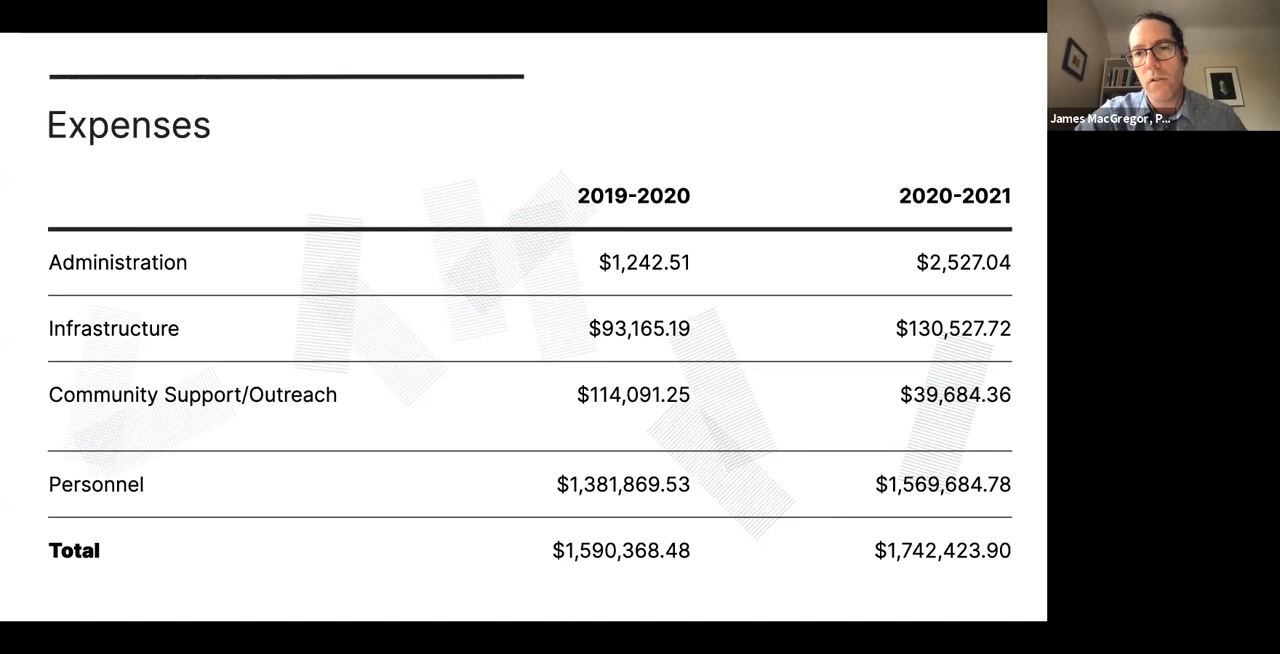 Expenses
2019-2020 2020-2021
Administration $1,242.51 $2,527.04
Infrastructure $93,165.19 $130,527.72
Community Support/Outreach $114,091.25 $39,684.36
Personnel $1,381,869.53 $1,569,684.78
Total $1,590,368.48 $1,742,423.90
James MacGregor, P...